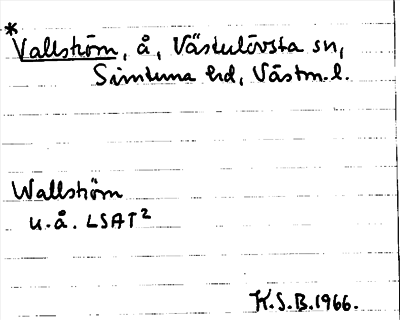 *Vallström, å, Västerlövsta sn,
Simtuna hd, Västm. l.
Wallström
u.å. LSAT²
K.S.B.1966.